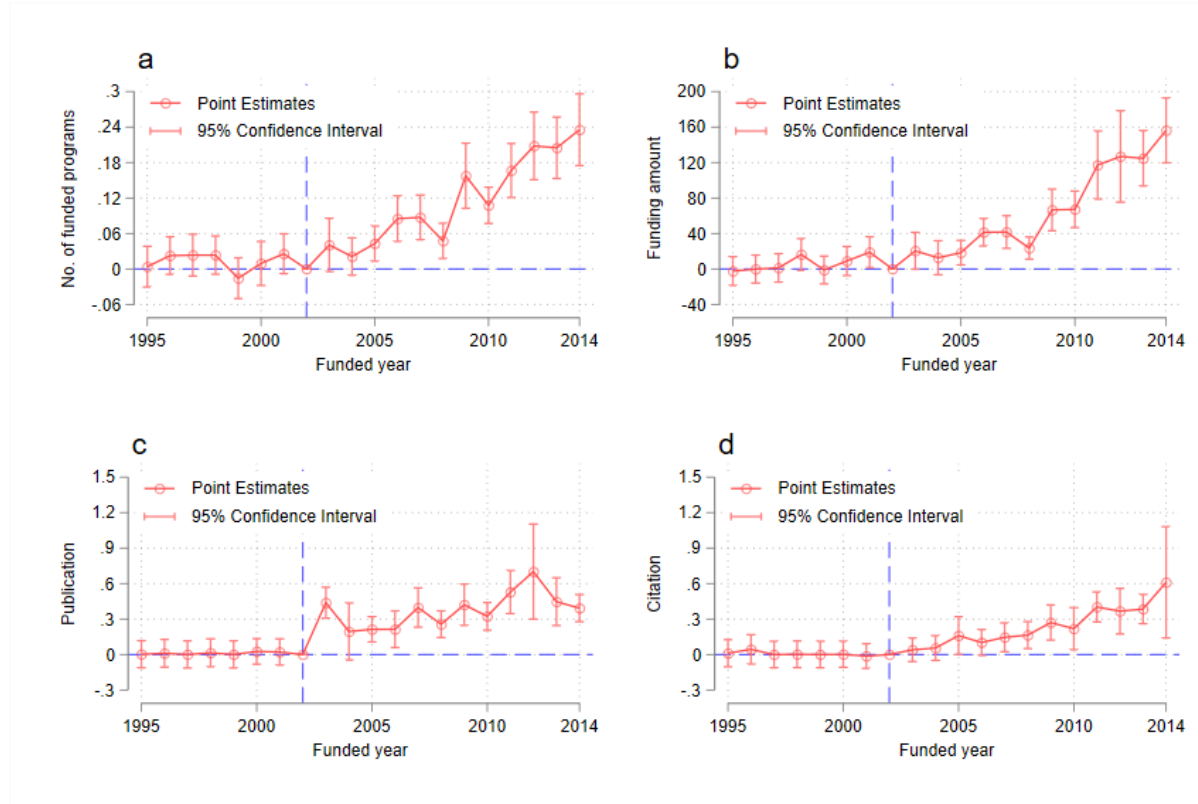 a
No. of funded programs
.3
.24
.18
.12
.06
0
-.06
Point Estimates
95% Confidence Interval
1995
2000
2005
2010
2014
Funded year
b
Funding amount
200
160
120
80
40
0
-40
Point Estimates
95% Confidence Interval
1995
2000
2005
2010
2014
Funded year
c
Publication
1.5
1.2
.9
.6
.3
0
-.3
Point Estimates
95% Confidence Interval
1995
2000
2005
2010
2014
Funded year
d
Citation
1.5
1.2
.9
.6
.3
0
-.3
Point Estimates
95% Confidence Interval
1995
2000
2005
2010
2014
Funded year